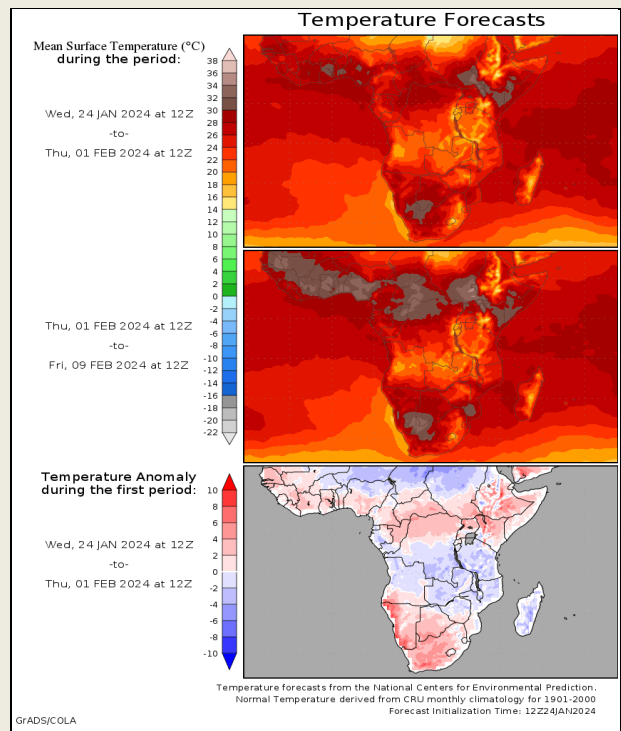 Temperature Forecasts
Mean Surface Temperature (°C)
during the period:
Wed, 24 JAN 2024 at 12Z
-to-
Thu, 01 FEB 2024 at 12Z
38
36
34
32
30
28
26
24
22
20
18
16
14
12
10
8
6
4
2
0
-2
-4
-6
-8
-10
-12
-14
-16
-18
-20
-22
Thu, 01 FEB 2024 at 12Z
-to-
Fri, 09 FEB 2024 at 12Z
Temperature Anomaly
during the first period:
Wed, 24 JAN 2024 at 12Z
-to-
Thu, 01 FEB 2024 at 12Z
10
8
6
4
2
0
-2
-4
-6
-8
-10
Temperature forecasts from the National Centers for Environmental Prediction.
Normal Temperature derived from CRU monthly climatology for 1901-2000
Forecast Initialization Time: 12Z24JAN2024
GrADS/COLA